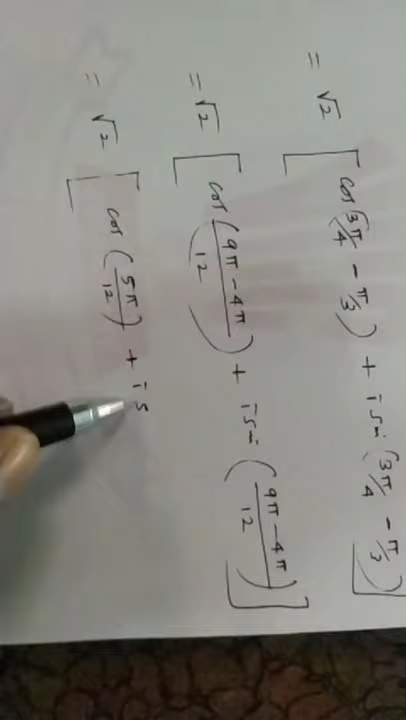 = √2 [cos(3π/4 - π/3) + i sin(3π/4 - π/3)]
= √2 [cos(9π - 4π/12) + i sin(9π - 4π/12)]
= √2 [cos(5π/12) + i s